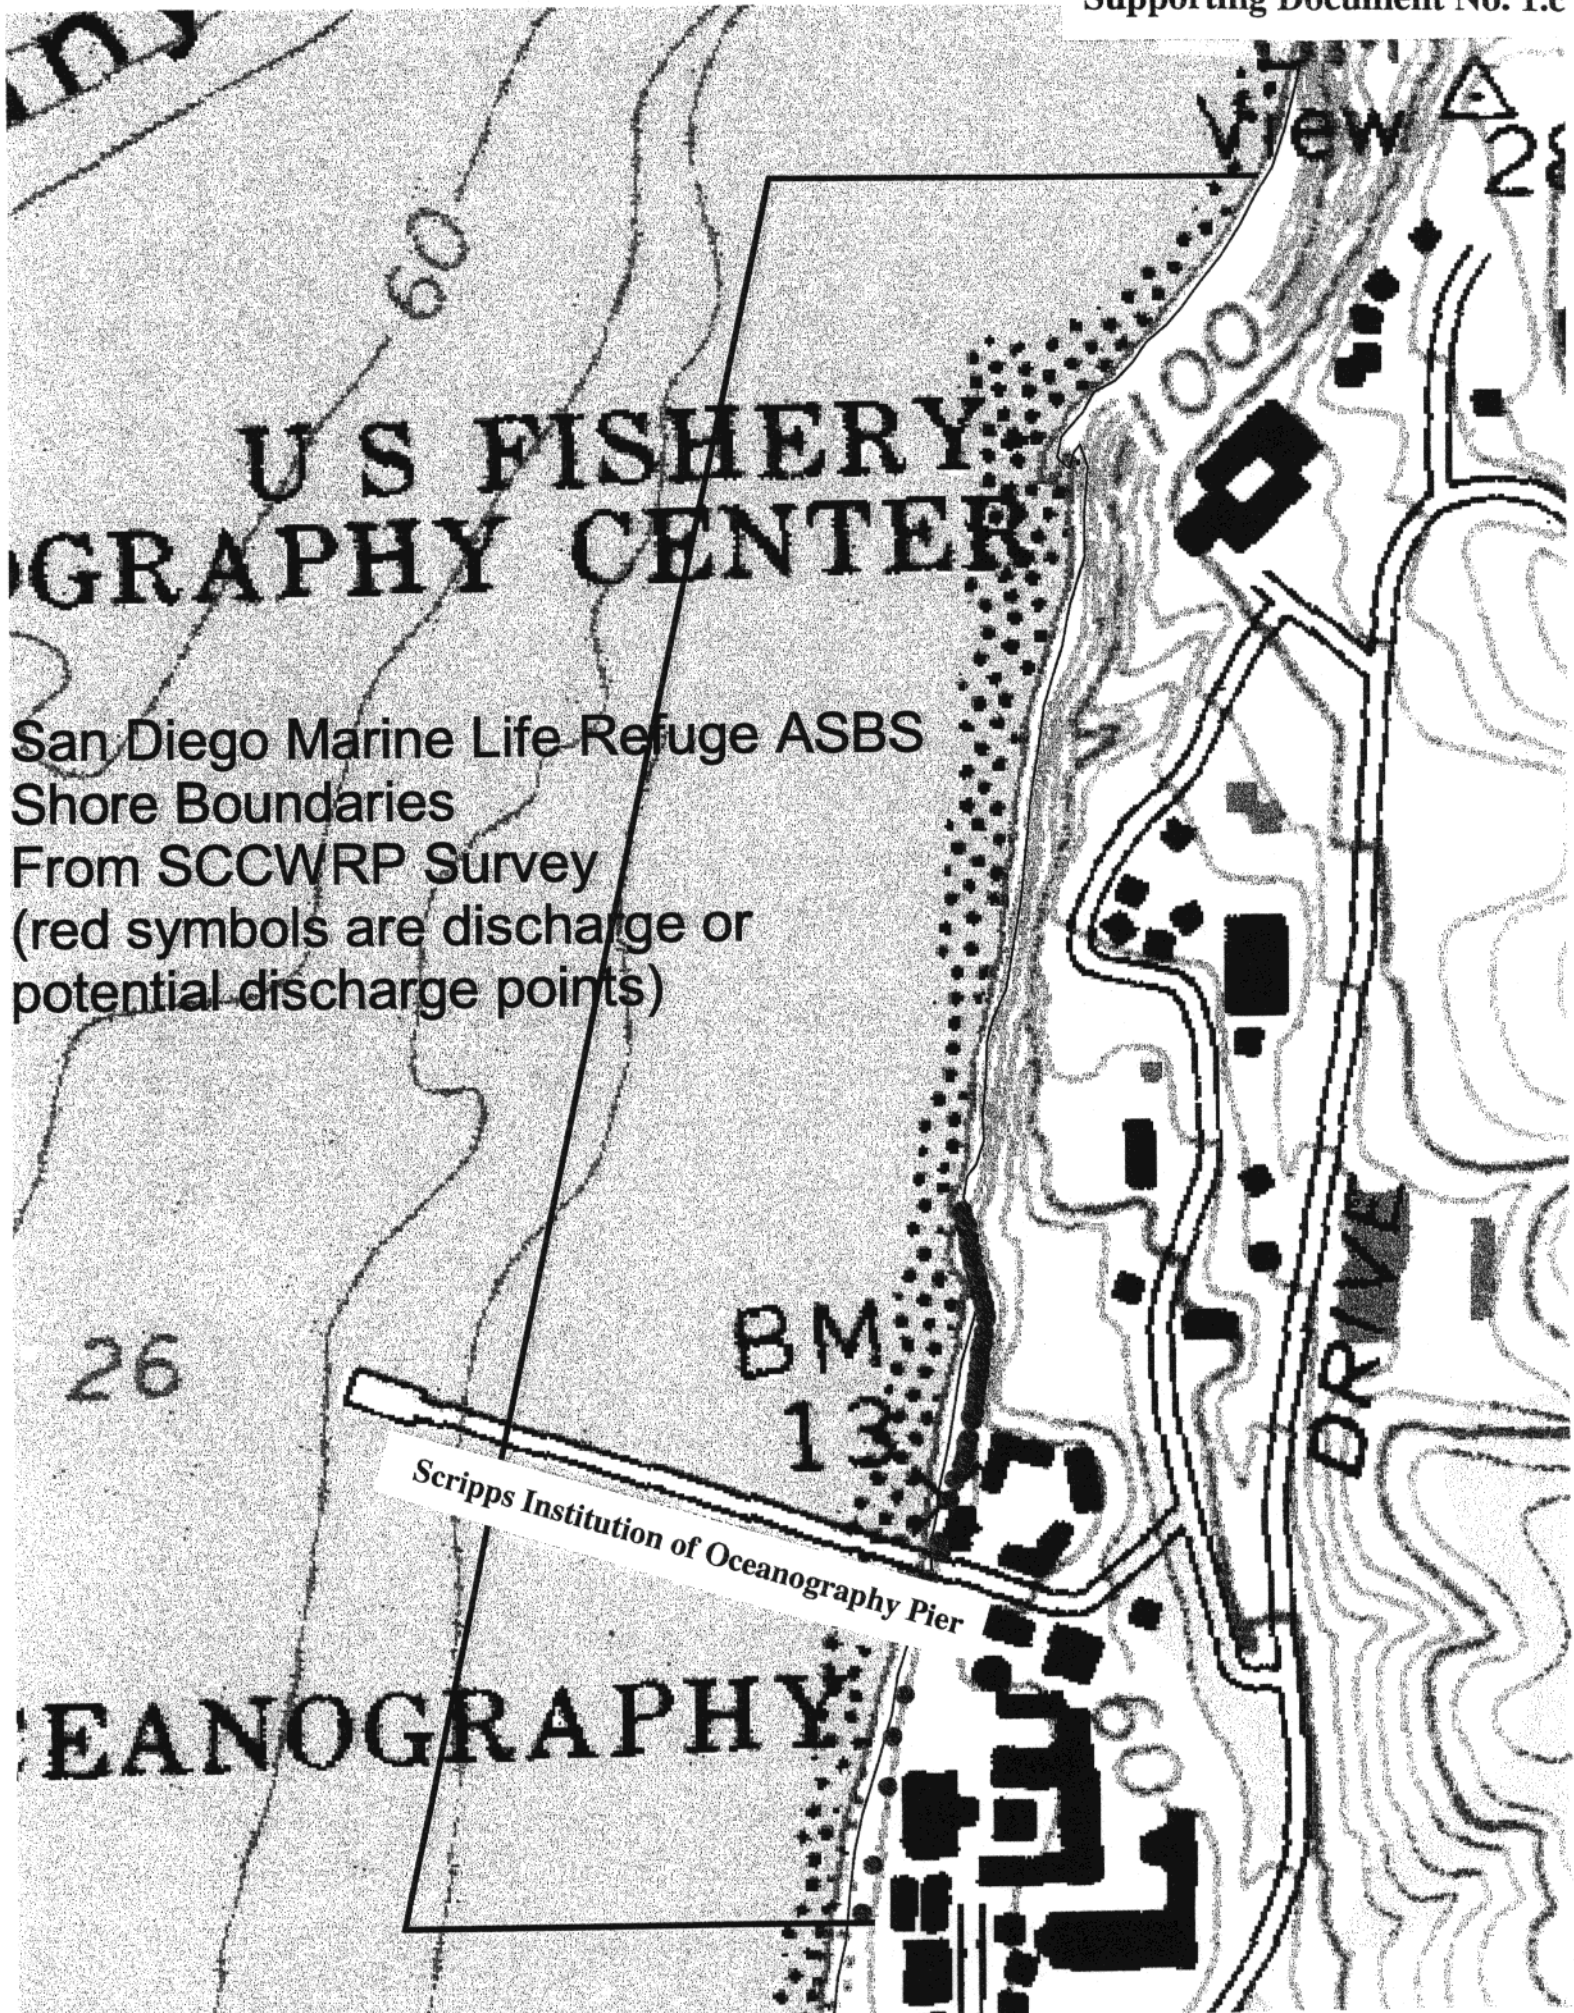 Supporting Document No. 1.c
View
60
100
U S FISHERY
OGRAPHY CENTER
San Diego Marine Life Refuge ASBS
Shore Boundaries
From SCCWRP Survey
(red symbols are discharge or
potential discharge points)
DRIVE
BM
13
26
Scripps Institution of Oceanography Pier
EANOGRAPHY
60